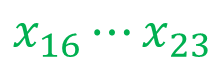 x₁₆ ⋯ x₂₃